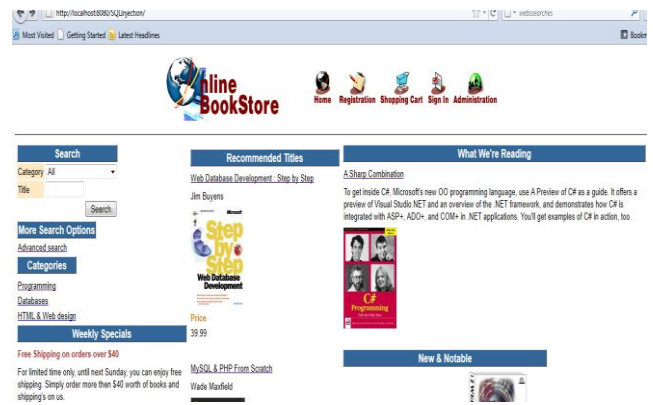 http://localhost:8080/SQLInjection/
websearches
Most Visited Getting Started Latest Headlines
Bookm
Online
BookStore
Home Registration Shopping Cart Sign In Administration
Search
Category All
Title
Search
More Search Options
Advanced search
Categories
Programming
Databases
HTML & Web design
Weekly Specials
Free Shipping on orders over $40
For limited time only, until next Sunday, you can enjoy free
shipping. Simply order more then $40 worth of books and
shipping's on us.
Recommended Titles
Web Database Development : Step by Step
Jim Buyens
Microsoft
Step
by
Step
Web Database
Development
Price
39.99
MySQL & PHP From Scratch
Wade Maxfield
What We're Reading
A Sharp Combination
To get inside C#, Microsoft's new OO programming language, use A Preview of C# as a guide. It offers a
preview of Visual Studio.NET and an overview of the .NET framework, and demonstrates how C# is
integrated with ASP+, ADO+, and COM+ in .NET applications. You'll get examples of C# in action, too.
C#
Programming
New & Notable